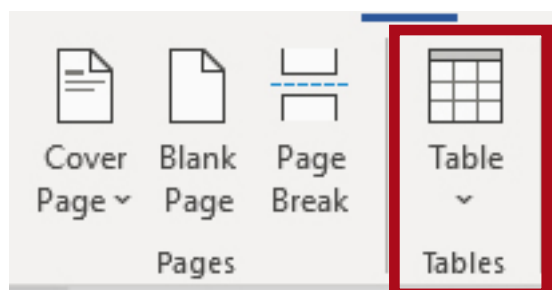 Cover Page
Blank Page
Page Break
Table
Pages
Tables